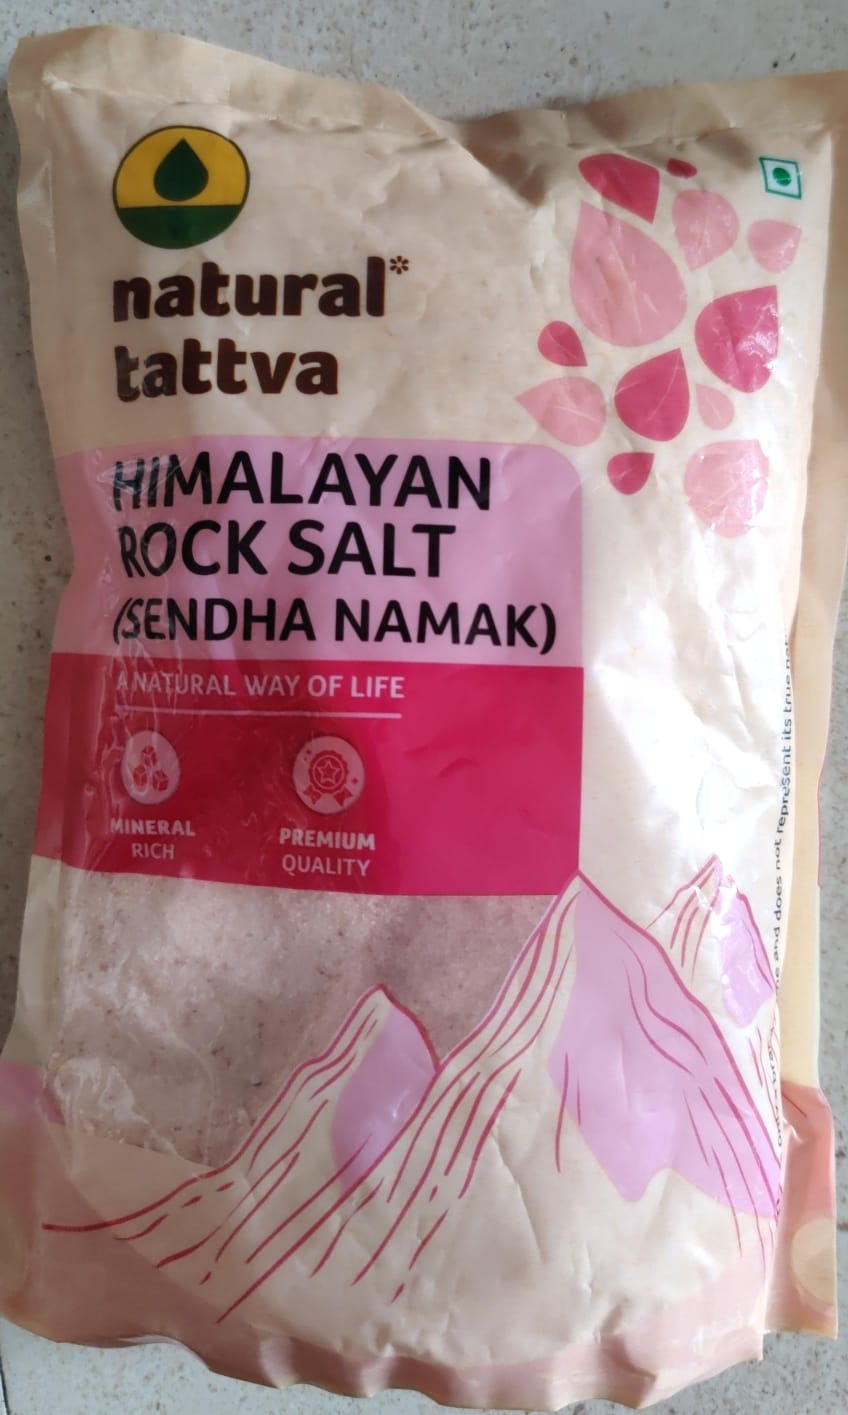 natural*
tattva
HIMALAYAN
ROCK SALT
(SENDHA NAMAK)
A NATURAL WAY OF LIFE
MINERAL
RICH
PREMIUM
QUALITY
and does not represent its true